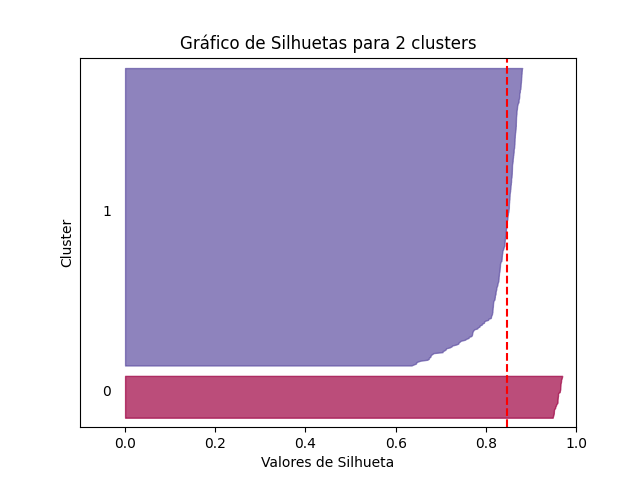 Gráfico de Silhuetas para 2 clusters
Cluster
1
0
0.0 0.2 0.4 0.6 0.8 1.0
Valores de Silhueta